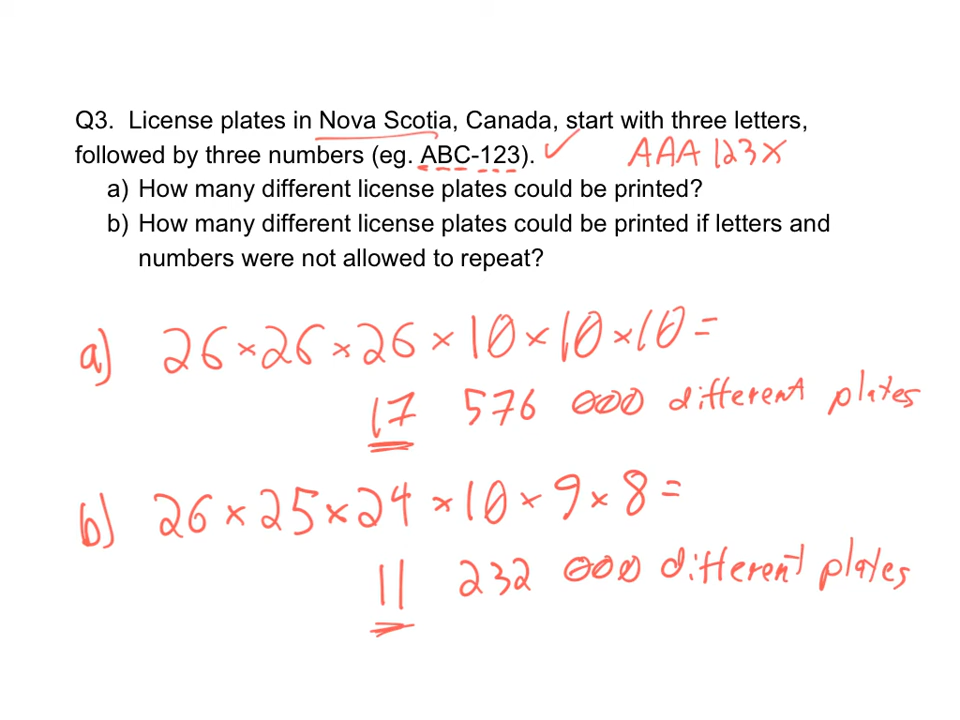 Q3. License plates in Nova Scotia, Canada, start with three letters,
followed by three numbers (eg. ABC-123). ✓ AAA 123 X
a) How many different license plates could be printed?
b) How many different license plates could be printed if letters and
numbers were not allowed to repeat?
a) 26 × 26 × 26 × 10 × 10 × 10 =
17 576 000 different plates
b) 26 × 25 × 24 × 10 × 9 × 8 =
11 232 000 different plates